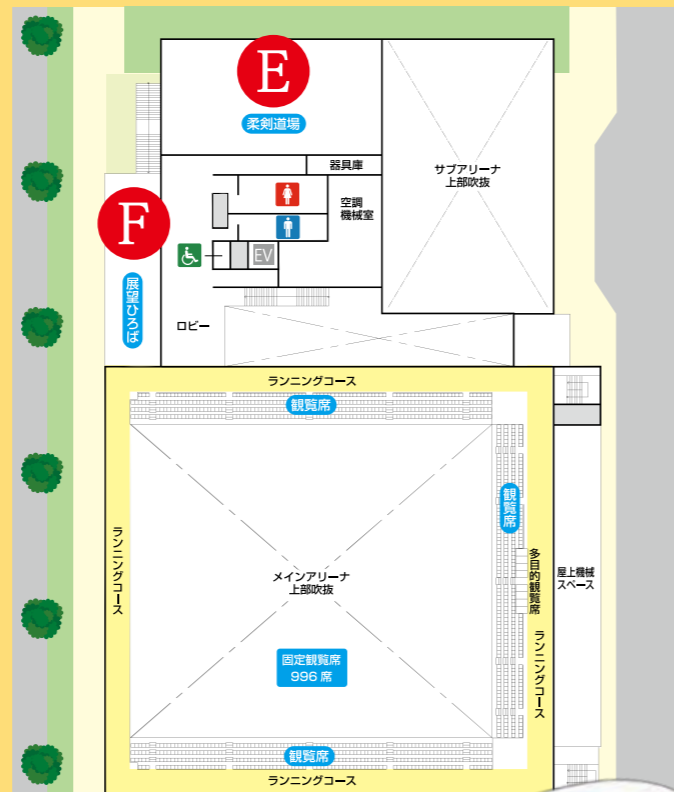 E
柔剣道場
器具庫
サブアリーナ
上部吹抜
空調
機械室
F
EV
展望ひろば
ロビー
ランニングコース
観覧席
観覧席
ランニングコース
メインアリーナ
上部吹抜
多目的観覧席
屋上機械
スペース
ランニングコース
固定観覧席
996 席
観覧席
ランニングコース